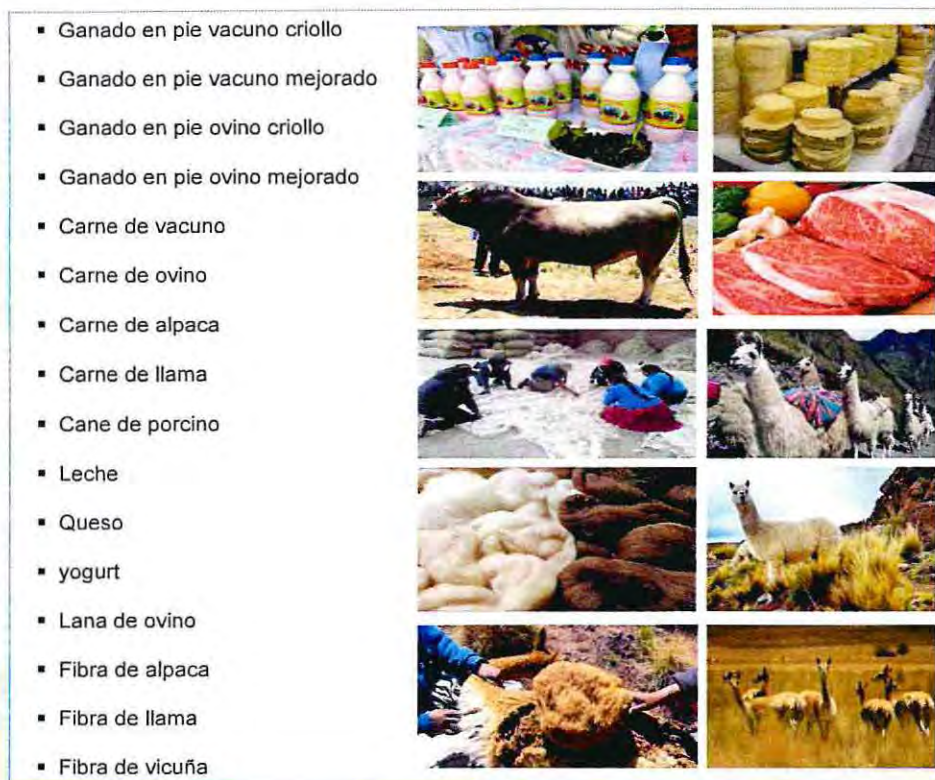 ▪ Ganado en pie vacuno criollo
▪ Ganado en pie vacuno mejorado
▪ Ganado en pie ovino criollo
▪ Ganado en pie ovino mejorado
▪ Carne de vacuno
▪ Carne de ovino
▪ Carne de alpaca
▪ Carne de llama
▪ Cane de porcino
▪ Leche
▪ Queso
▪ yogurt
▪ Lana de ovino
▪ Fibra de alpaca
▪ Fibra de llama
▪ Fibra de vicuña